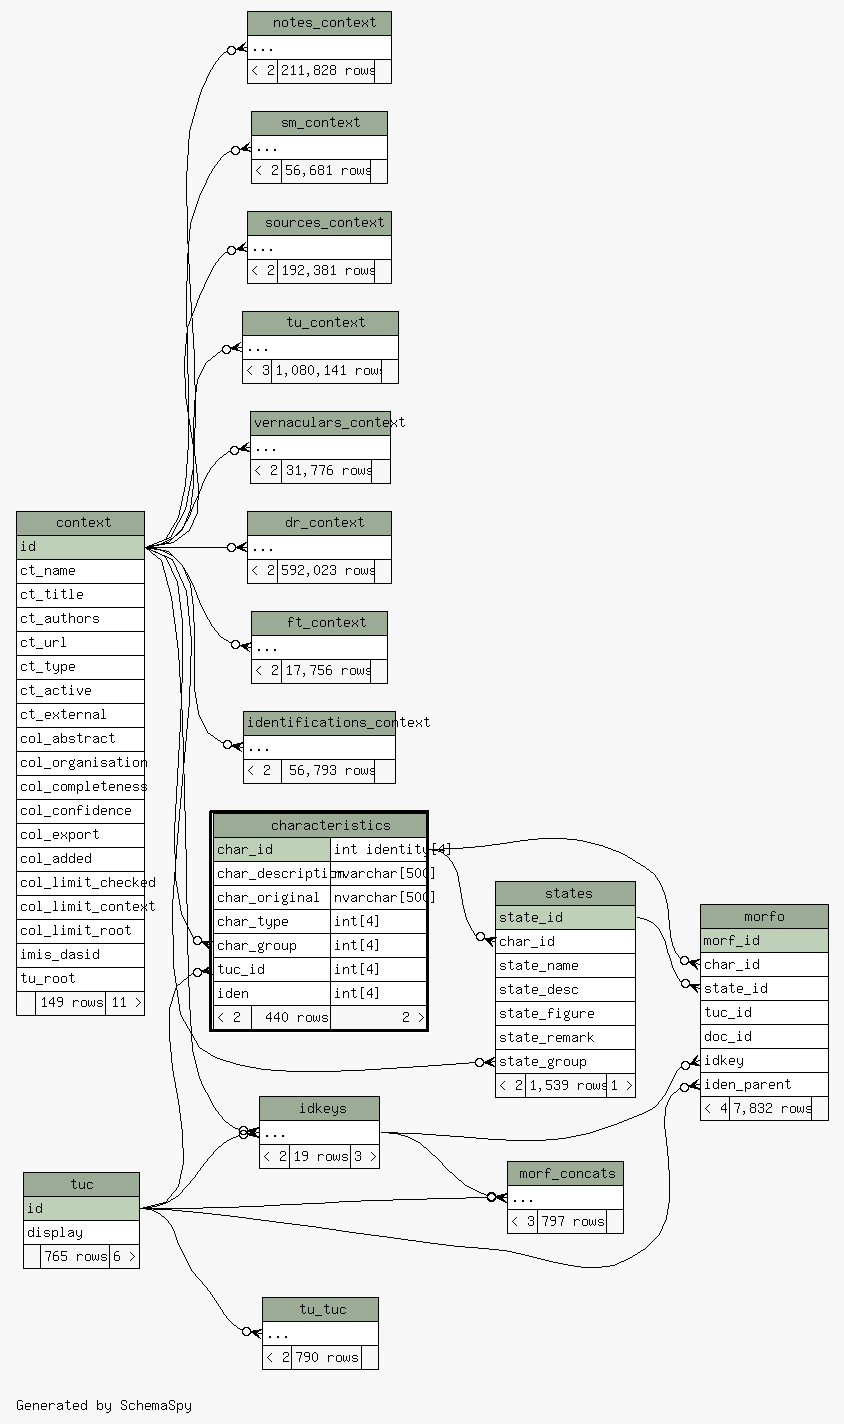 notes_context
...
< 2 211,828 rows
sm_context
...
< 2 56,681 rows
sources_context
...
< 2 192,381 rows
tu_context
...
< 3 1,080,141 rows
vernaculars_context
...
< 2 31,776 rows
dr_context
...
< 2 592,023 rows
ft_context
...
< 2 17,756 rows
identifications_context
...
< 2 56,793 rows
context
id
ct_name
ct_title
ct_authors
ct_url
ct_type
ct_active
ct_external
col_abstract
col_organisation
col_completeness
col_confidence
col_export
col_added
col_limit_checked
col_limit_context
col_limit_root
imis_dasid
tu_root
149 rows 11 >
characteristics
char_id int identity[4]
char_description nvarchar[500]
char_original nvarchar[500]
char_type int[4]
char_group int[4]
tuc_id int[4]
iden int[4]
< 2 440 rows 2 >
states
state_id
char_id
state_name
state_desc
state_figure
state_remark
state_group
< 2 1,539 rows 1 >
morfo
morf_id
char_id
state_id
tuc_id
doc_id
idkey
iden_parent
< 4 7,832 rows
idkeys
...
< 2 19 rows 3 >
morf_concats
...
< 3 797 rows
tuc
id
display
765 rows 6 >
tu_tuc
...
< 2 790 rows
Generated by SchemaSpy